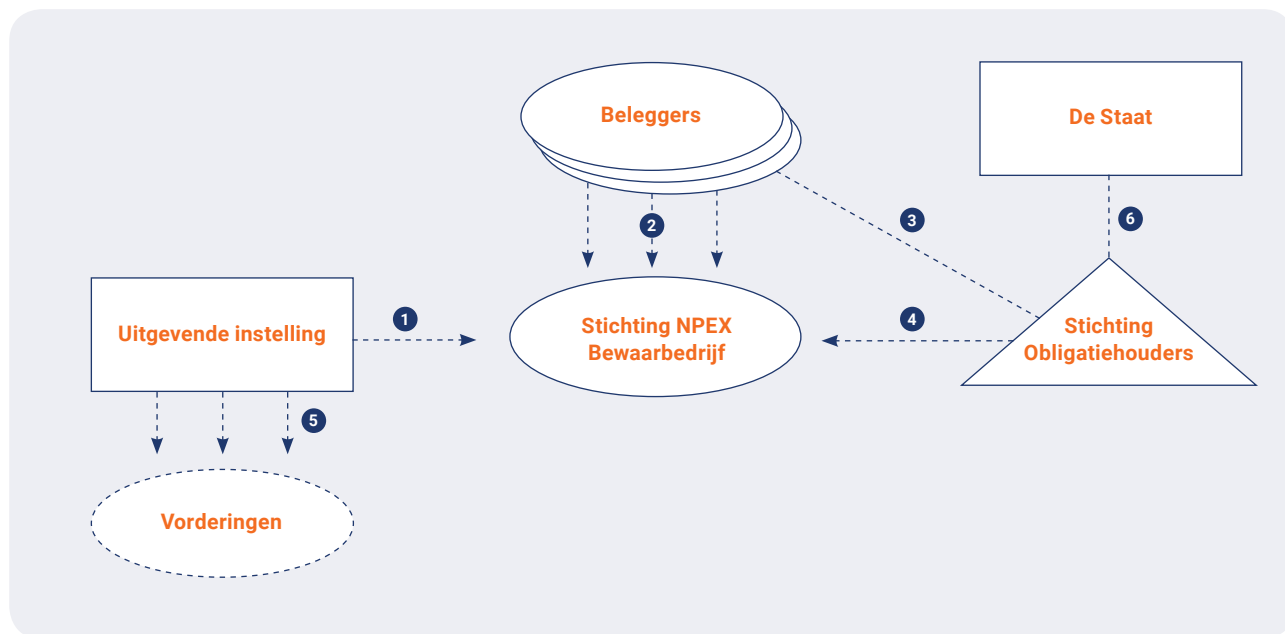 Beleggers
De Staat
2
3
6
Uitgevende instelling
1
Stichting NPEX
Bewaarbedrijf
4
Stichting
Obligatiehouders
5
Vorderingen